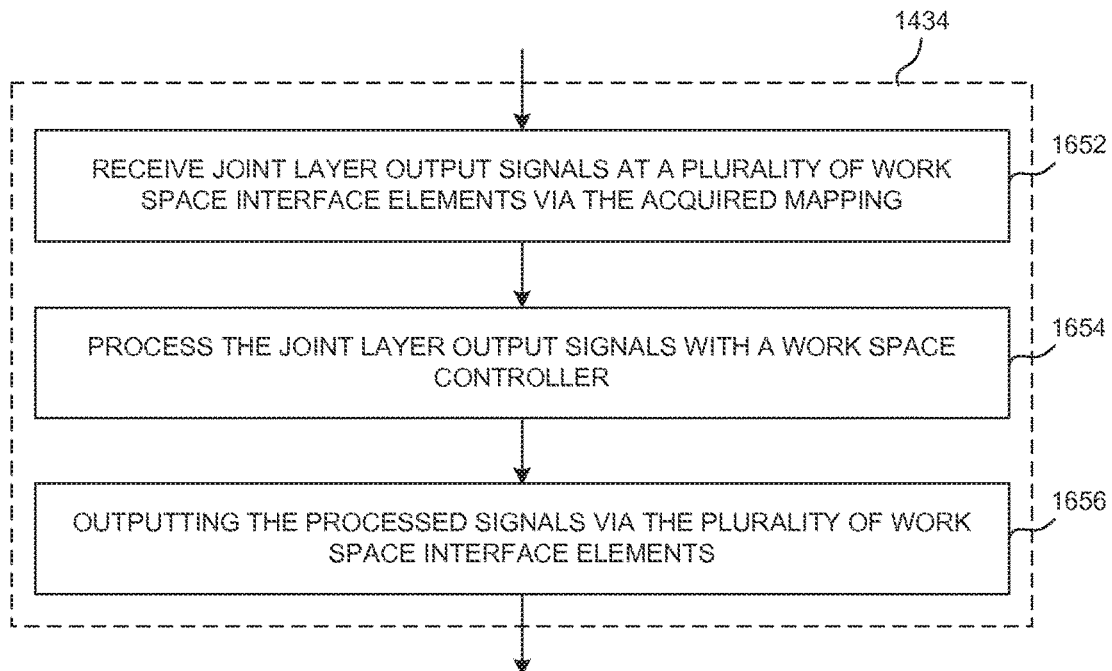 1434
RECEIVE JOINT LAYER OUTPUT SIGNALS AT A PLURALITY OF WORK
SPACE INTERFACE ELEMENTS VIA THE ACQUIRED MAPPING
1652
PROCESS THE JOINT LAYER OUTPUT SIGNALS WITH A WORK SPACE
CONTROLLER
1654
OUTPUTTING THE PROCESSED SIGNALS VIA THE PLURALITY OF WORK
SPACE INTERFACE ELEMENTS
1656